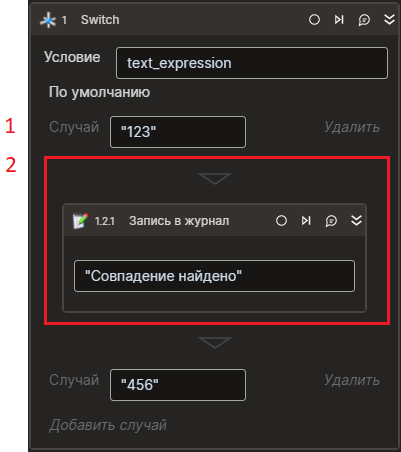 1 Switch
Условие text_expression
По умолчанию
1 Случай "123" Удалить
2
1.2.1 Запись в журнал
"Совпадение найдено"
Случай "456" Удалить
Добавить случай